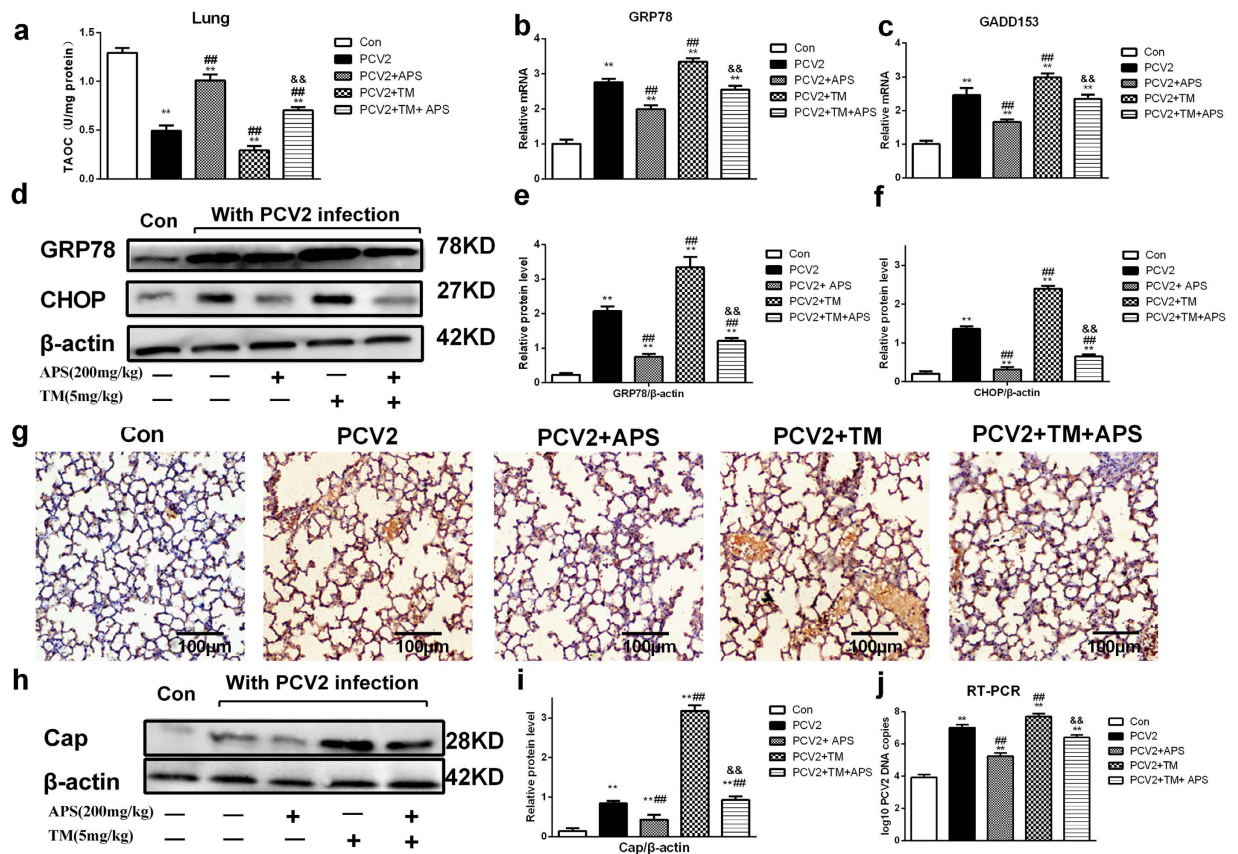 a
Lung
TAOC (U/mg protein)
1.5
1.0
0.5
0.0
**
##
**
##
**
&&
##
**
Con
PCV2
PCV2+APS
PCV2+TM
PCV2+TM+ APS
b
GRP78
Relative mRNA
4
3
2
1
0
**
##
**
##
**
&&
**
Con
PCV2
PCV2+APS
PCV2+TM
PCV2+TM+APS
c
GADD153
Relative mRNA
4
3
2
1
0
**
##
**
##
**
&&
**
Con
PCV2
PCV2+APS
PCV2+TM
PCV2+TM+APS
d
Con With PCV2 infection
GRP78 78KD
CHOP 27KD
β-actin 42KD
APS(200mg/kg) — — + — +
TM(5mg/kg) — — — + +
e
Relative protein level
4
3
2
1
0
**
##
**
##
**
&&
##
**
GRP78/β-actin
Con
PCV2
PCV2+ APS
PCV2+TM
PCV2+TM+APS
f
Relative protein level
3
2
1
0
**
##
**
##
**
&&
##
**
CHOP/β-actin
Con
PCV2
PCV2+APS
PCV2+TM
PCV2+TM+APS
g
Con PCV2 PCV2+APS PCV2+TM PCV2+TM+APS
100μm 100μm 100μm 100μm 100μm
h
Con With PCV2 infection
Cap 28KD
β-actin 42KD
APS(200mg/kg) — — + — +
TM(5mg/kg) — — — + +
i
Relative protein level
3
2
1
0
**
**##
**##
&&
**##
Cap/β-actin
Con
PCV2
PCV2+ APS
PCV2+TM
PCV2+TM+APS
j
RT-PCR
log10 PCV2 DNA copies
12
8
4
0
**
##
**
##
**
&&
**
Con
PCV2
PCV2+APS
PCV2+TM
PCV2+TM+ APS